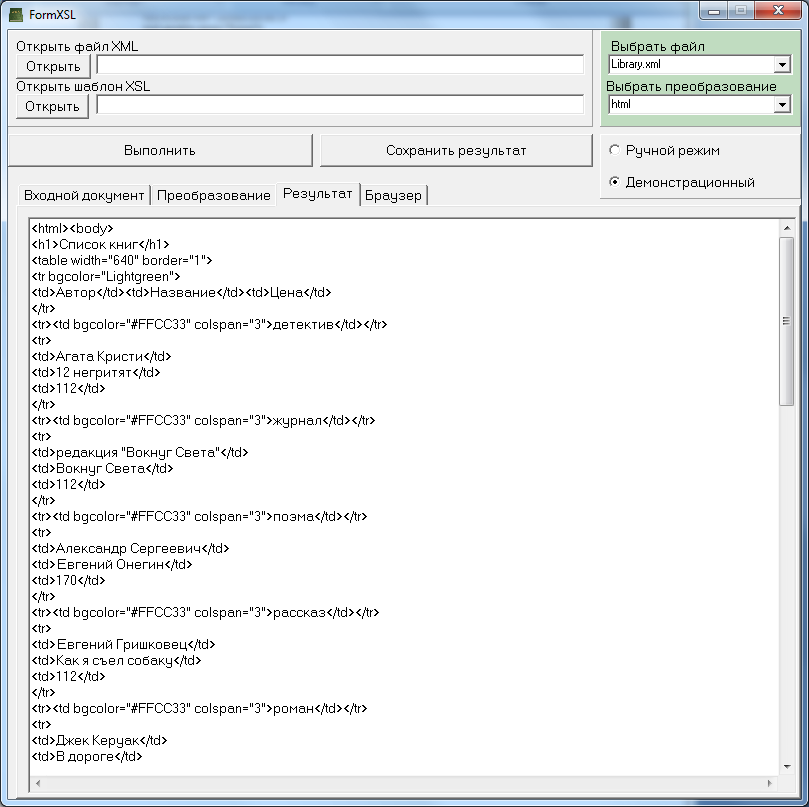 FormXSL
Открыть файл XML
Открыть
Открыть шаблон XSL
Открыть
Выбрать файл
Library.xml
Выбрать преобразование
html
Выполнить
Сохранить результат
Ручной режим
Демонстрационный
Входной документ Преобразование Результат Браузер
<html><body>
<h1>Список книг</h1>
<table width="640" border="1">
<tr bgcolor="Lightgreen">
<td>Автор</td><td>Название</td><td>Цена</td>
</tr>
<tr><td bgcolor="#FFCC33" colspan="3">детектив</td></tr>
<tr>
<td>Агата Кристи</td>
<td>12 негритят</td>
<td>112</td>
</tr>
<tr><td bgcolor="#FFCC33" colspan="3">журнал</td></tr>
<tr>
<td>редакция "Вокнуг Света"</td>
<td>Вокнуг Света</td>
<td>112</td>
</tr>
<tr><td bgcolor="#FFCC33" colspan="3">поэма</td></tr>
<tr>
<td>Александр Сергеевич</td>
<td>Евгений Онегин</td>
<td>170</td>
</tr>
<tr><td bgcolor="#FFCC33" colspan="3">рассказ</td></tr>
<tr>
<td>Евгений Гришковец</td>
<td>Как я съел собаку</td>
<td>112</td>
</tr>
<tr><td bgcolor="#FFCC33" colspan="3">роман</td></tr>
<tr>
<td>Джек Керуак</td>
<td>В дороге</td>